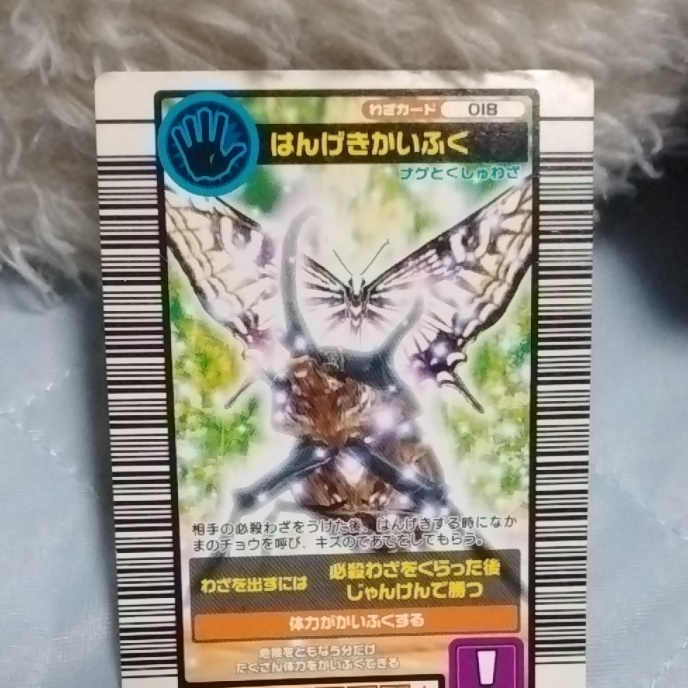 わざカード 018
はんげきかいふく
ナゲとくしゅわざ
相手の必殺わざをうけた後、はんげきする時になか
まのチョウを呼び、キズのてあてをしてもらう。
わざを出すには
必殺わざをくらった後
じゃんけんで勝つ
体力がかいふくする
危険をともなう分だけ
たくさん体力をかいふくできる
!